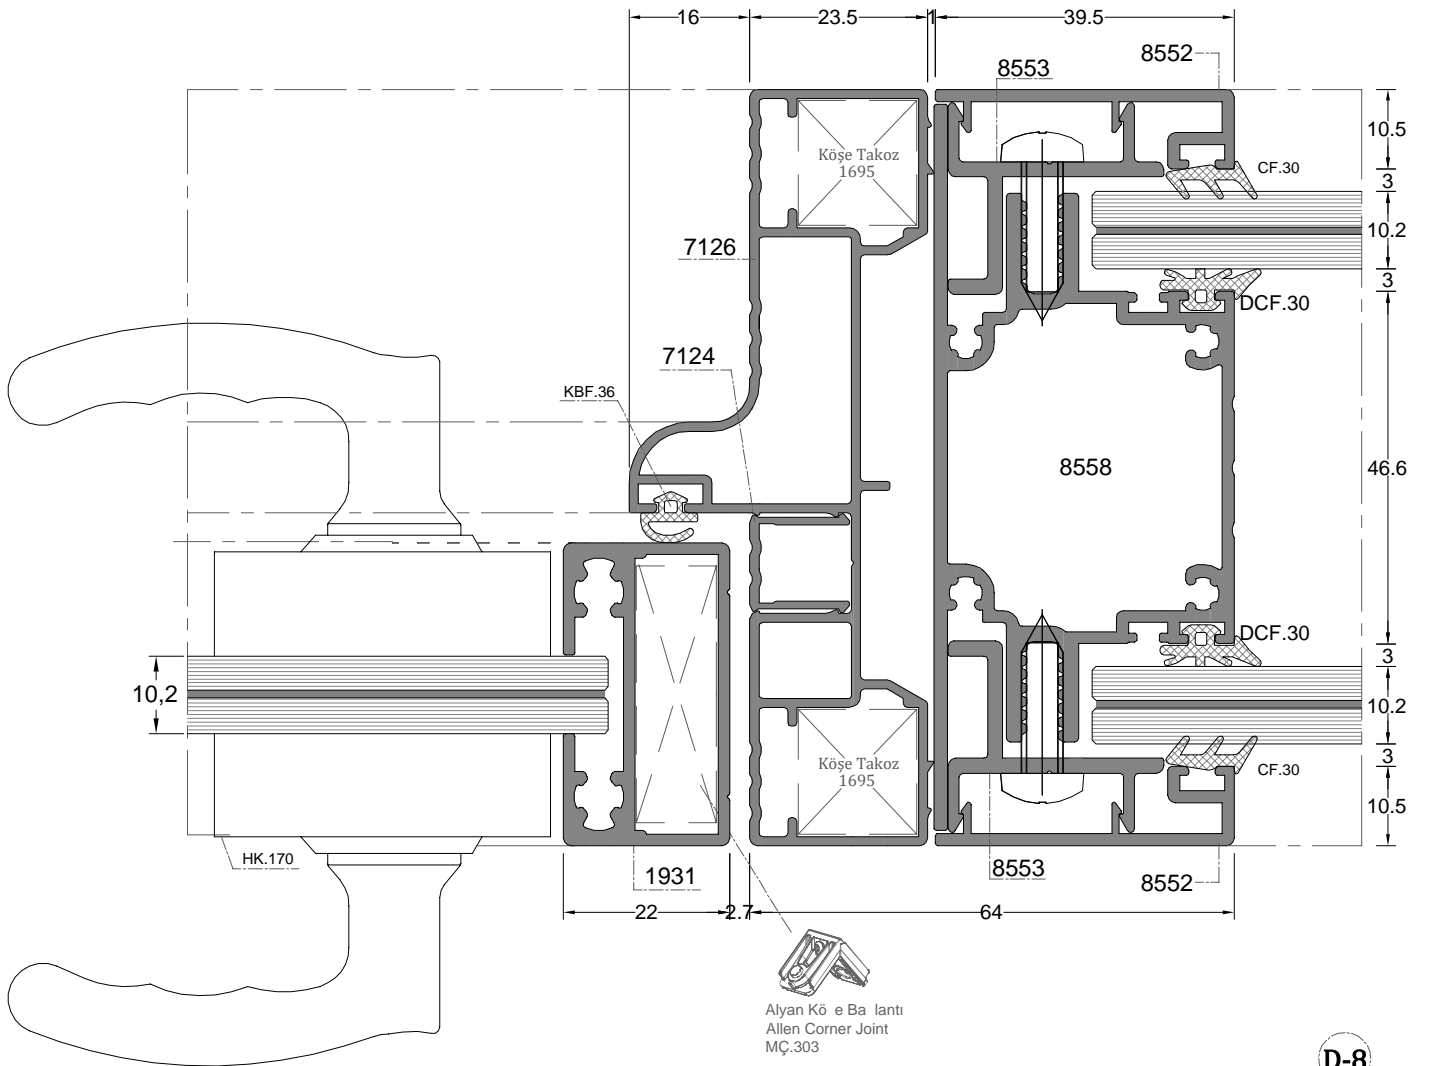 16
23.5
1
39.5
8552
8553
10.5
Köşe Takoz
1695
CF.30
3
7126
10.2
3
DCF.30
7124
KBF.36
8558
46.6
DCF.30
3
10,2
10.2
Köşe Takoz
1695
3
CF.30
10.5
HK.170
1931
8553
8552
22
2.7
64
Alyan Kö e Ba lantı
Allen Corner Joint
MÇ.303
D-8